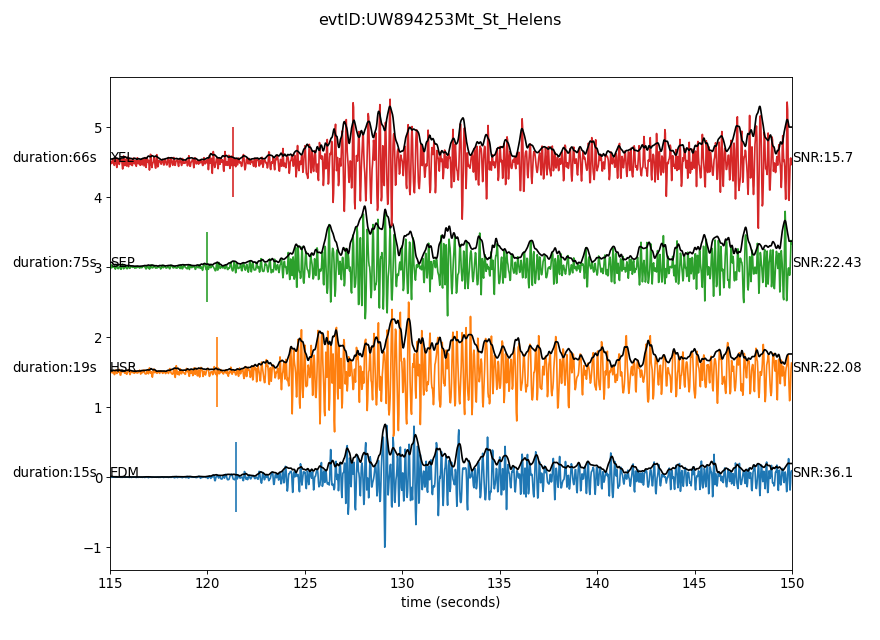 evtID:UW894253Mt_St_Helens
5
duration:66s XEL SNR:15.7
4
duration:75s SEP SNR:22.43
3
2
duration:19s HSR SNR:22.08
1
duration:15s EDM SNR:36.1
0
−1
115 120 125 130 135 140 145 150
time (seconds)